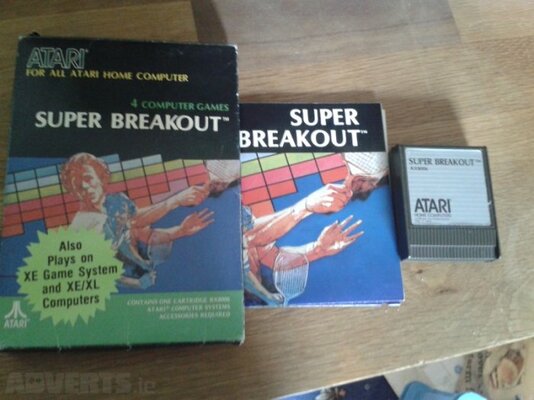 ATARI
FOR ALL ATARI HOME COMPUTER
4 COMPUTER GAMES
SUPER BREAKOUT™
Also
Plays on
XE Game System
and XE/XL
Computers
CONTAINS ONE CARTRIDGE RX8006
ATARI® COMPUTER SYSTEMS
ACCESSORIES REQUIRED
ATARI
SUPER
BREAKOUT™
SUPER BREAKOUT™
RX8006
ATARI
HOME COMPUTERS
ADVERTS.ie